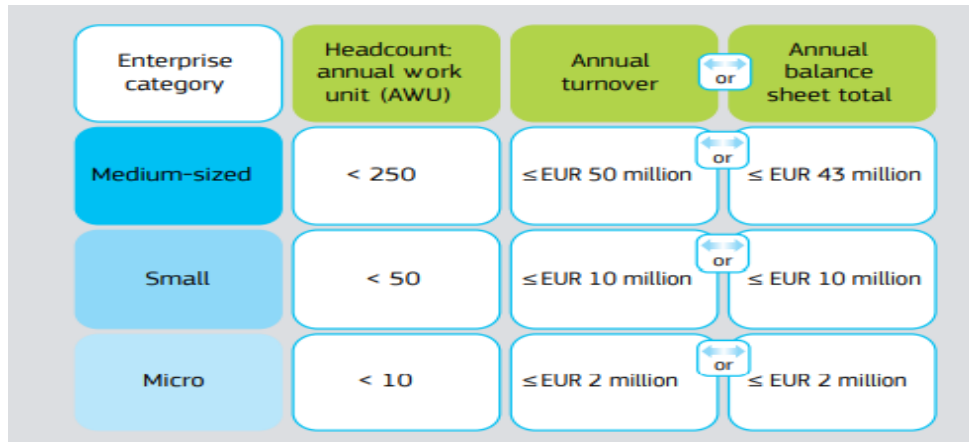 Enterprise
category
Headcount:
annual work
unit (AWU)
Annual
turnover
or
Annual
balance
sheet total
Medium-sized
< 250
≤ EUR 50 million
or
≤ EUR 43 million
Small
< 50
≤ EUR 10 million
or
≤ EUR 10 million
Micro
< 10
≤ EUR 2 million
or
≤ EUR 2 million